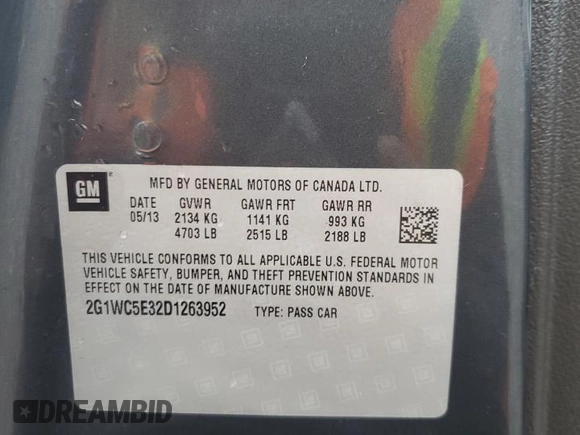 GM
MFD BY GENERAL MOTORS OF CANADA LTD.
DATE GVWR GAWR FRT GAWR RR
05/13 2134 KG 1141 KG 993 KG
4703 LB 2515 LB 2188 LB
THIS VEHICLE CONFORMS TO ALL APPLICABLE U.S. FEDERAL MOTOR
VEHICLE SAFETY, BUMPER, AND THEFT PREVENTION STANDARDS IN
EFFECT ON THE DATE OF MANUFACTURE SHOWN ABOVE.
2G1WC5E32D1263952 TYPE: PASS CAR
DREAMBID